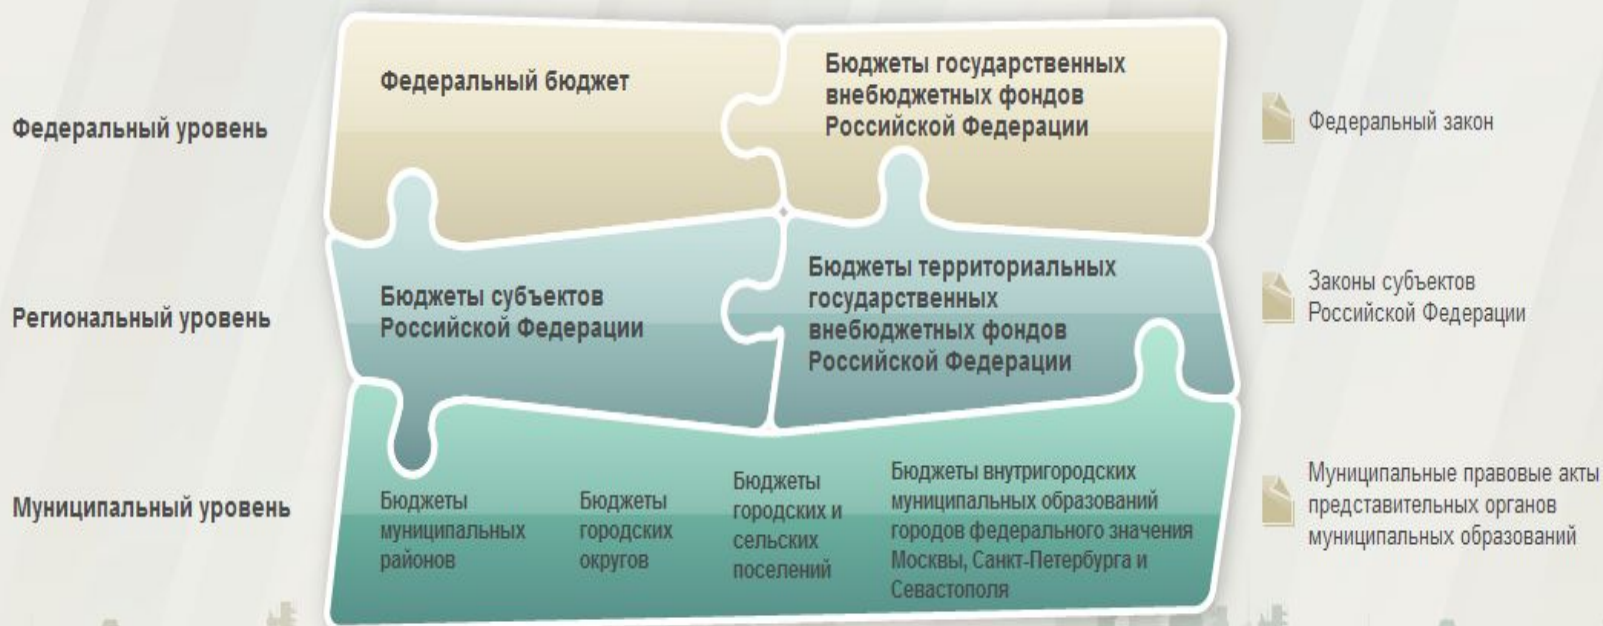 Федеральный уровень
Федеральный бюджет
Бюджеты государственных
внебюджетных фондов
Российской Федерации
Федеральный закон
Региональный уровень
Бюджеты субъектов
Российской Федерации
Бюджеты территориальных
государственных
внебюджетных фондов
Российской Федерации
Законы субъектов
Российской Федерации
Муниципальный уровень
Бюджеты
муниципальных
районов
Бюджеты
городских
округов
Бюджеты
городских и
сельских
поселений
Бюджеты внутригородских
муниципальных образований
городов федерального значения
Москвы, Санкт-Петербурга и
Севастополя
Муниципальные правовые акты
представительных органов
муниципальных образований